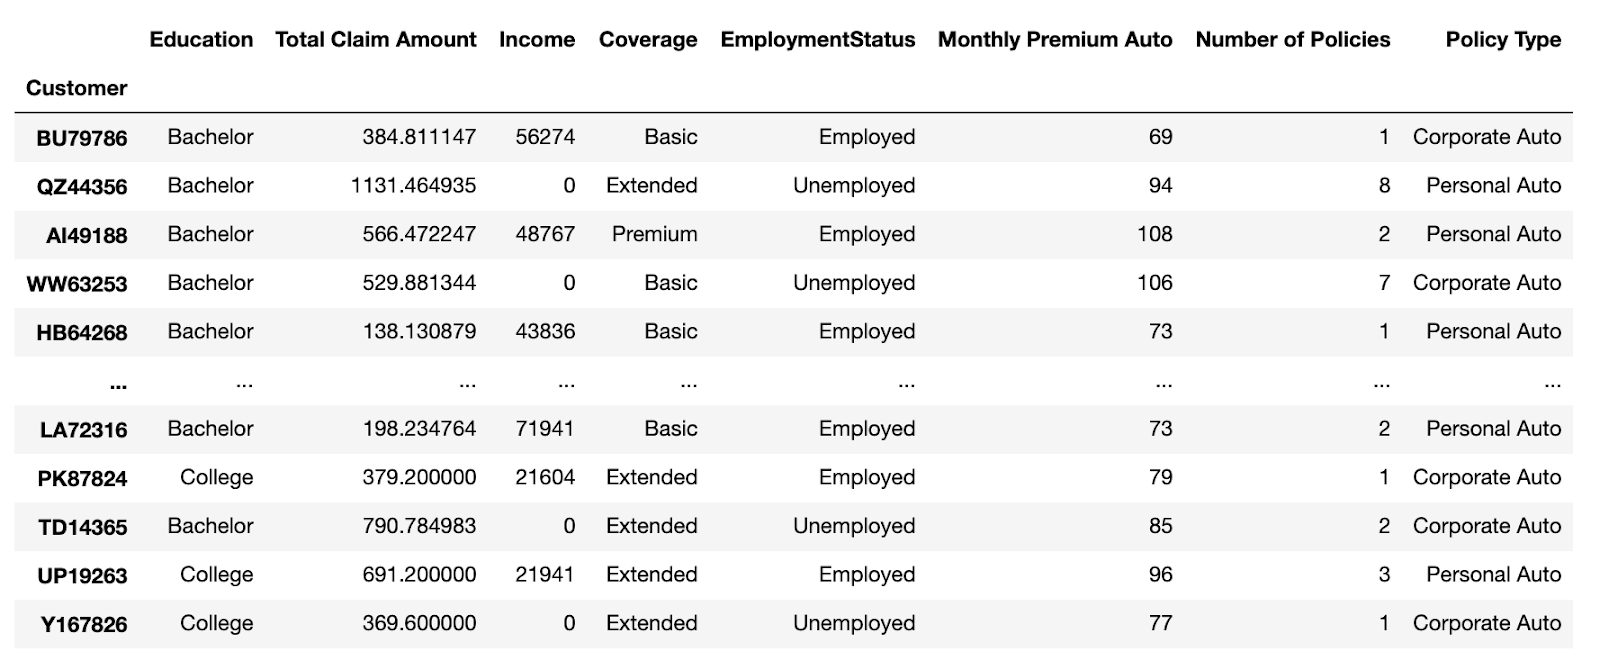 Education Total Claim Amount Income Coverage EmploymentStatus Monthly Premium Auto Number of Policies Policy Type
Customer
BU79786 Bachelor 384.811147 56274 Basic Employed 69 1 Corporate Auto
QZ44356 Bachelor 1131.464935 0 Extended Unemployed 94 8 Personal Auto
AI49188 Bachelor 566.472247 48767 Premium Employed 108 2 Personal Auto
WW63253 Bachelor 529.881344 0 Basic Unemployed 106 7 Corporate Auto
HB64268 Bachelor 138.130879 43836 Basic Employed 73 1 Personal Auto
... ... ... ... ... ... ... ... ...
LA72316 Bachelor 198.234764 71941 Basic Employed 73 2 Personal Auto
PK87824 College 379.200000 21604 Extended Employed 79 1 Corporate Auto
TD14365 Bachelor 790.784983 0 Extended Unemployed 85 2 Corporate Auto
UP19263 College 691.200000 21941 Extended Employed 96 3 Personal Auto
Y167826 College 369.600000 0 Extended Unemployed 77 1 Corporate Auto